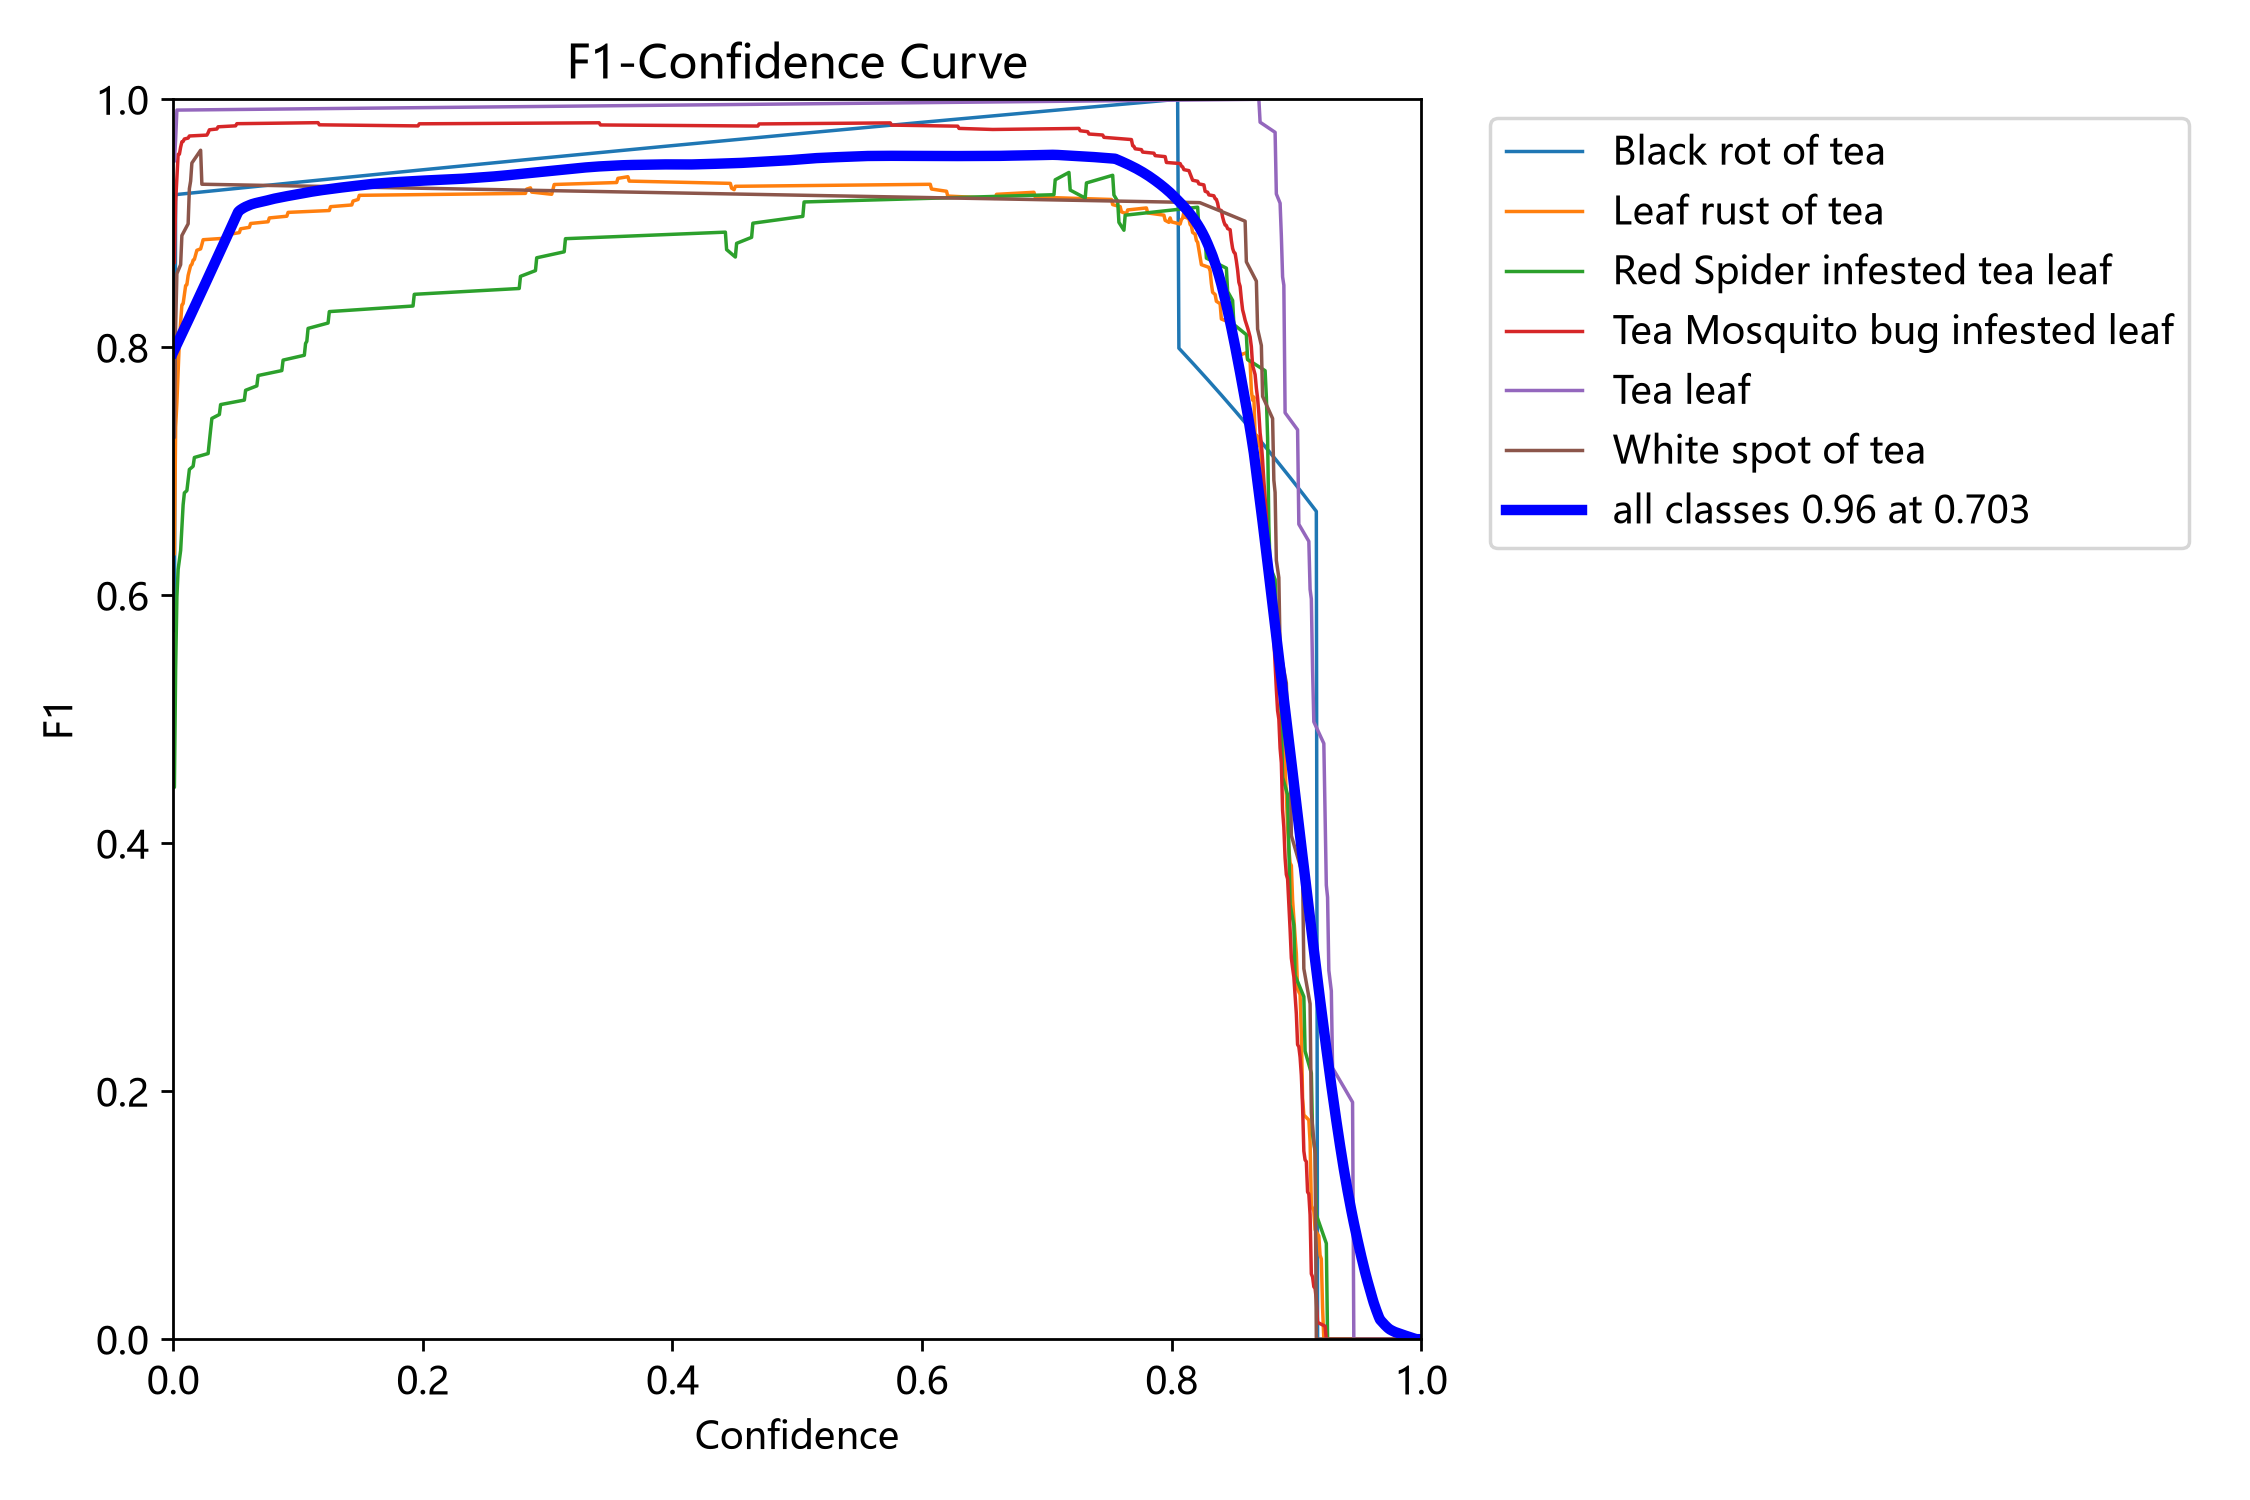 F1-Confidence Curve
1.0
0.8
0.6
0.4
0.2
0.0
F1
0.0 0.2 0.4 0.6 0.8 1.0
Confidence
Black rot of tea
Leaf rust of tea
Red Spider infested tea leaf
Tea Mosquito bug infested leaf
Tea leaf
White spot of tea
all classes 0.96 at 0.703